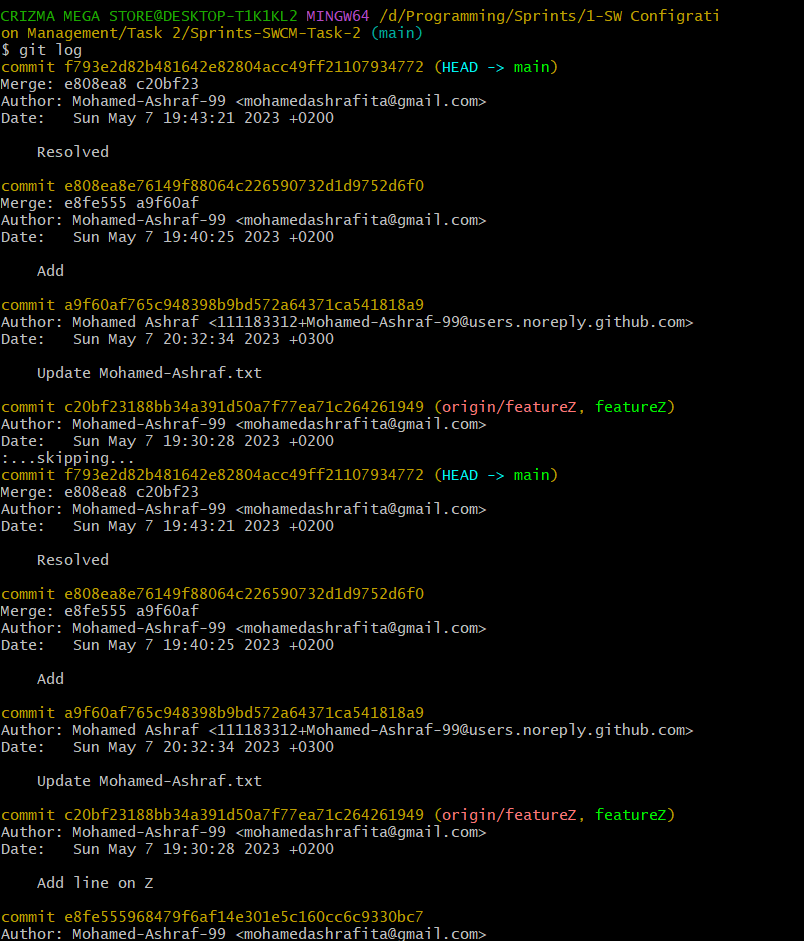 CRIZMA MEGA STORE@DESKTOP-T1K1KL2 MINGW64 /d/Programming/Sprints/1-SW Configrati
on Management/Task 2/Sprints-SWCM-Task-2 (main)
$ git log
commit f793e2d82b481642e82804acc49ff21107934772 (HEAD -> main)
Merge: e808ea8 c20bf23
Author: Mohamed-Ashraf-99 <mohamedashrafita@gmail.com>
Date:   Sun May 7 19:43:21 2023 +0200
    Resolved
commit e808ea8e76149f88064c226590732d1d9752d6f0
Merge: e8fe555 a9f60af
Author: Mohamed-Ashraf-99 <mohamedashrafita@gmail.com>
Date:   Sun May 7 19:40:25 2023 +0200
    Add
commit a9f60af765c948398b9bd572a64371ca541818a9
Author: Mohamed Ashraf <111183312+Mohamed-Ashraf-99@users.noreply.github.com>
Date:   Sun May 7 20:32:34 2023 +0300
    Update Mohamed-Ashraf.txt
commit c20bf23188bb34a391d50a7f77ea71c264261949 (origin/featureZ, featureZ)
Author: Mohamed-Ashraf-99 <mohamedashrafita@gmail.com>
Date:   Sun May 7 19:30:28 2023 +0200
:...skipping...
commit f793e2d82b481642e82804acc49ff21107934772 (HEAD -> main)
Merge: e808ea8 c20bf23
Author: Mohamed-Ashraf-99 <mohamedashrafita@gmail.com>
Date:   Sun May 7 19:43:21 2023 +0200
    Resolved
commit e808ea8e76149f88064c226590732d1d9752d6f0
Merge: e8fe555 a9f60af
Author: Mohamed-Ashraf-99 <mohamedashrafita@gmail.com>
Date:   Sun May 7 19:40:25 2023 +0200
    Add
commit a9f60af765c948398b9bd572a64371ca541818a9
Author: Mohamed Ashraf <111183312+Mohamed-Ashraf-99@users.noreply.github.com>
Date:   Sun May 7 20:32:34 2023 +0300
    Update Mohamed-Ashraf.txt
commit c20bf23188bb34a391d50a7f77ea71c264261949 (origin/featureZ, featureZ)
Author: Mohamed-Ashraf-99 <mohamedashrafita@gmail.com>
Date:   Sun May 7 19:30:28 2023 +0200
    Add line on Z
commit e8fe555968479f6af14e301e5c160cc6c9330bc7
Author: Mohamed-Ashraf-99 <mohamedashrafita@gmail.com>